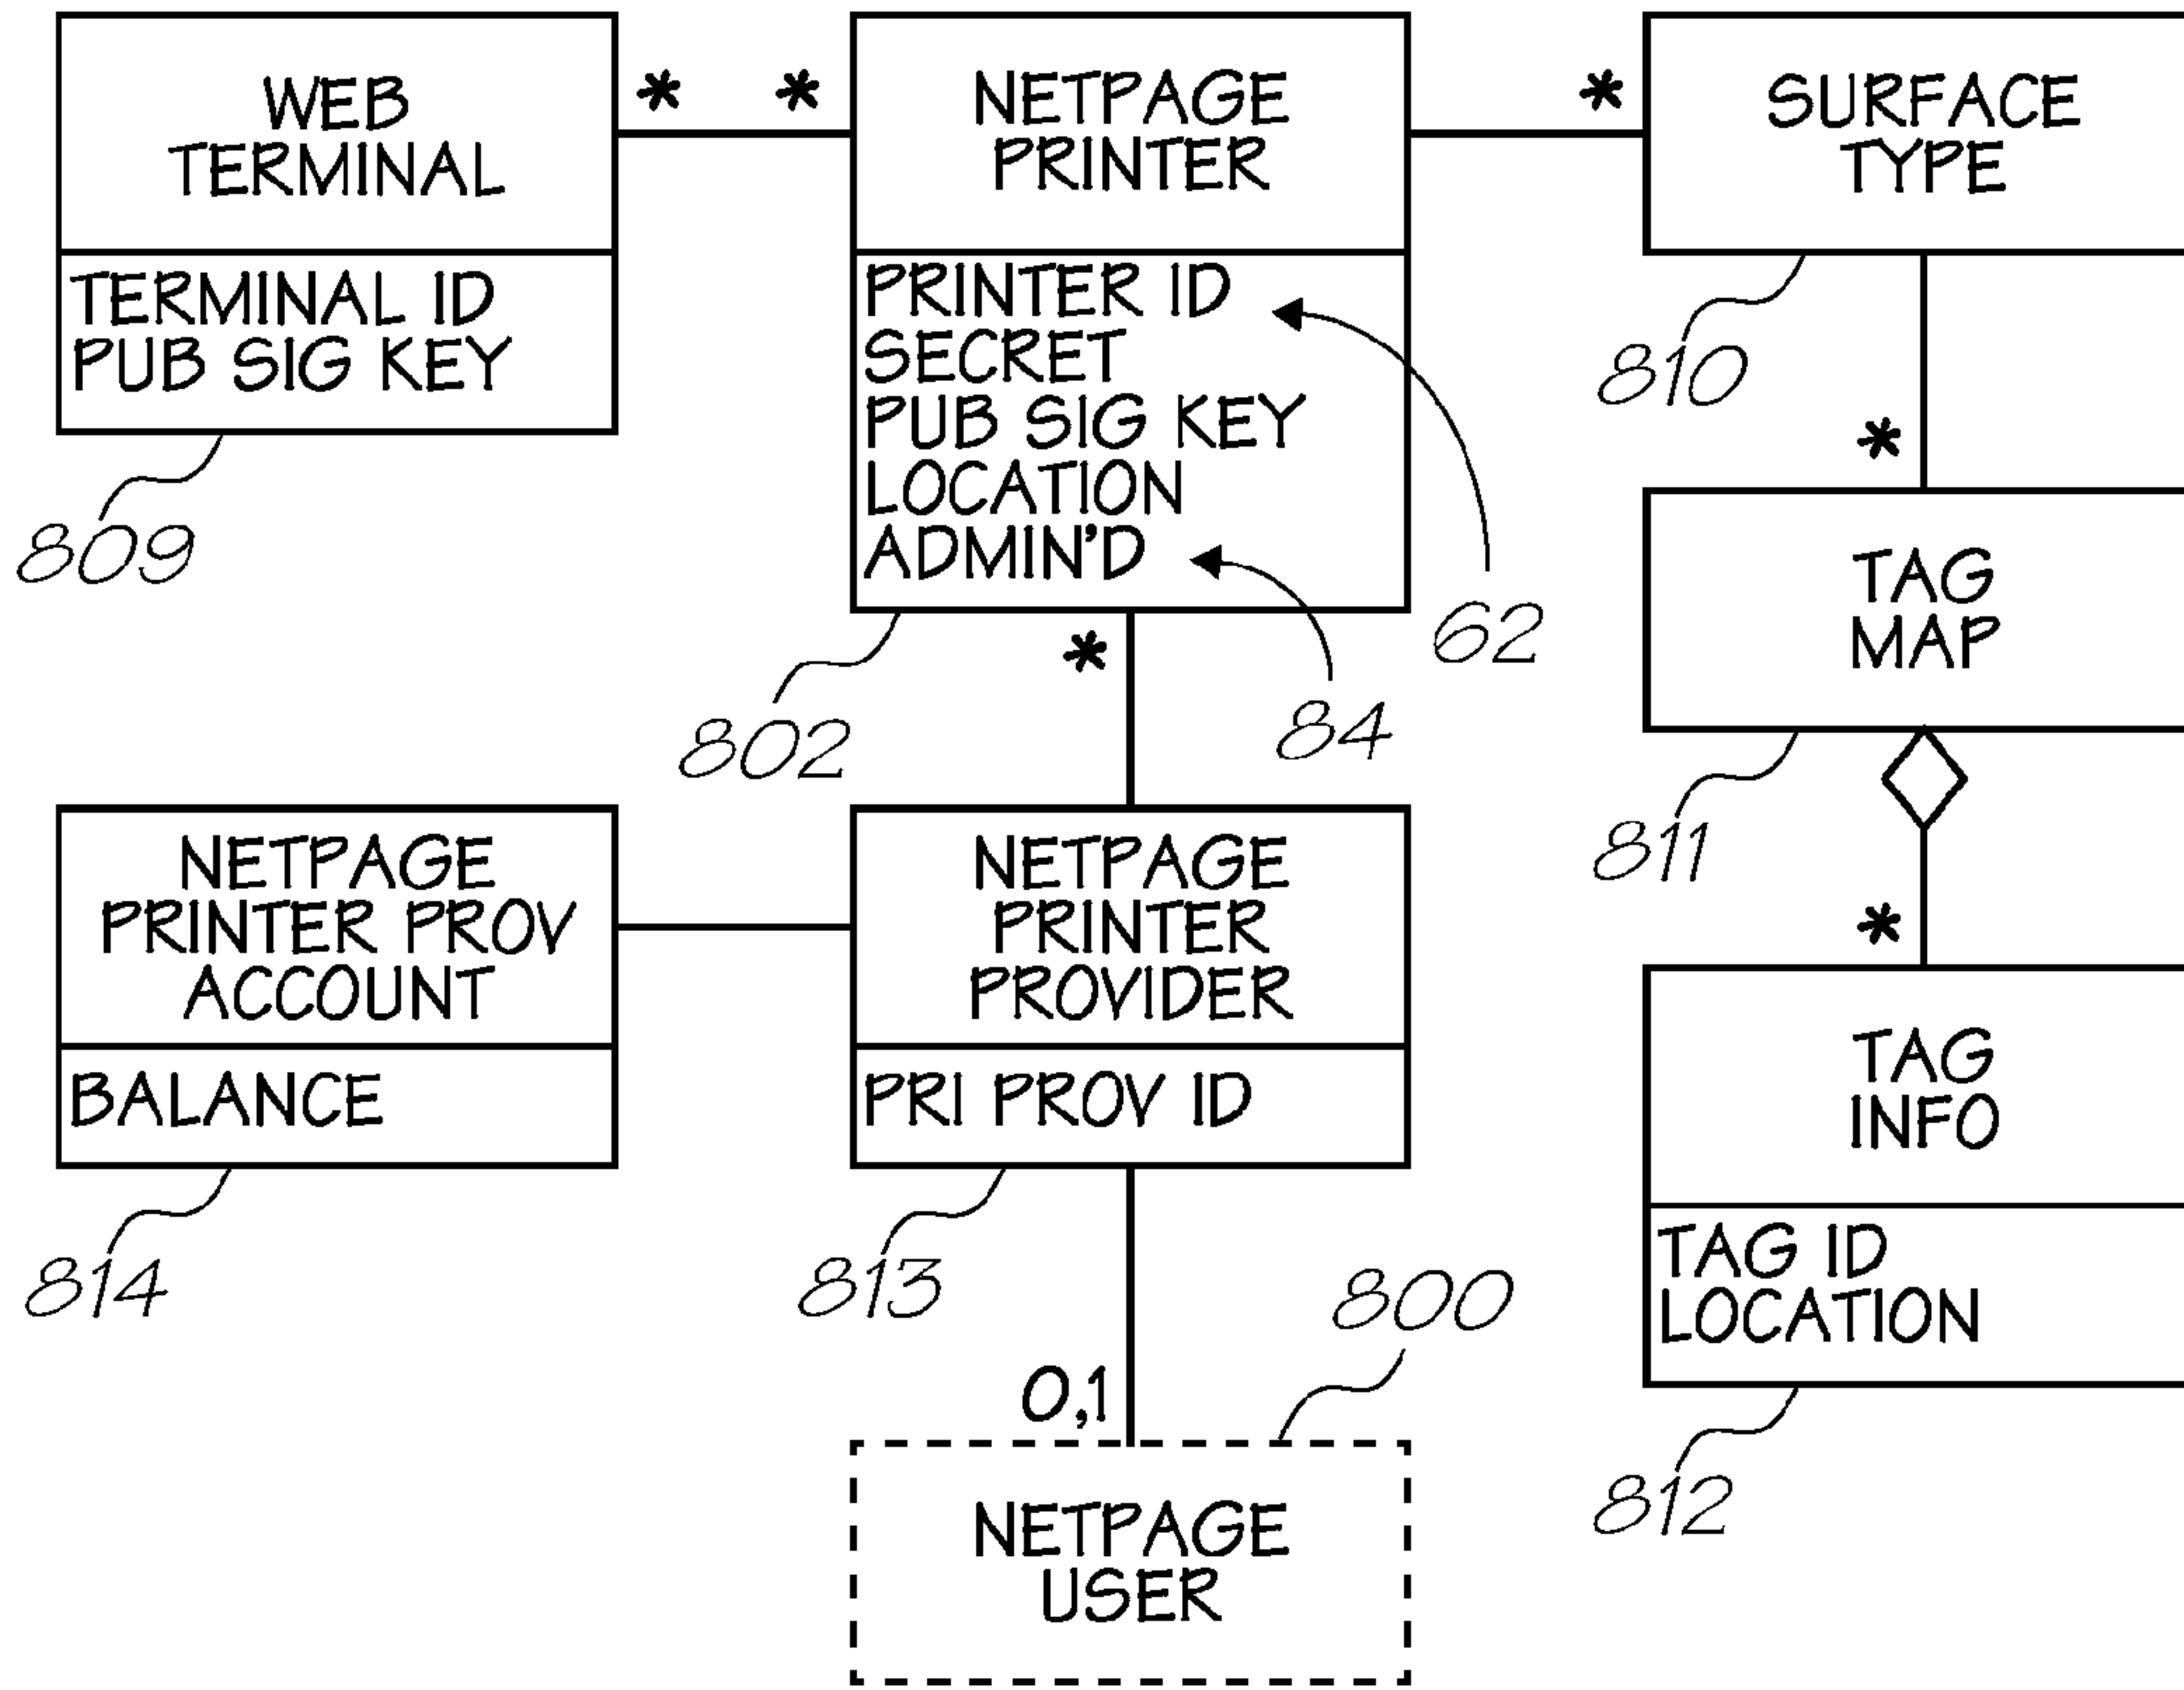 WEB
TERMINAL
TERMINAL ID
PUB SIG KEY
809
*
*
NETPAGE
PRINTER
PRINTER ID
SECRET
PUB SIG KEY
LOCATION
ADMIN'D
62
84
802
*
*
SURFACE
TYPE
810
*
TAG
MAP
811
*
NETPAGE
PRINTER PROV
ACCOUNT
BALANCE
814
NETPAGE
PRINTER
PROVIDER
PRI PROV ID
813
800
0,1
NETPAGE
USER
TAG
INFO
TAG ID
LOCATION
812